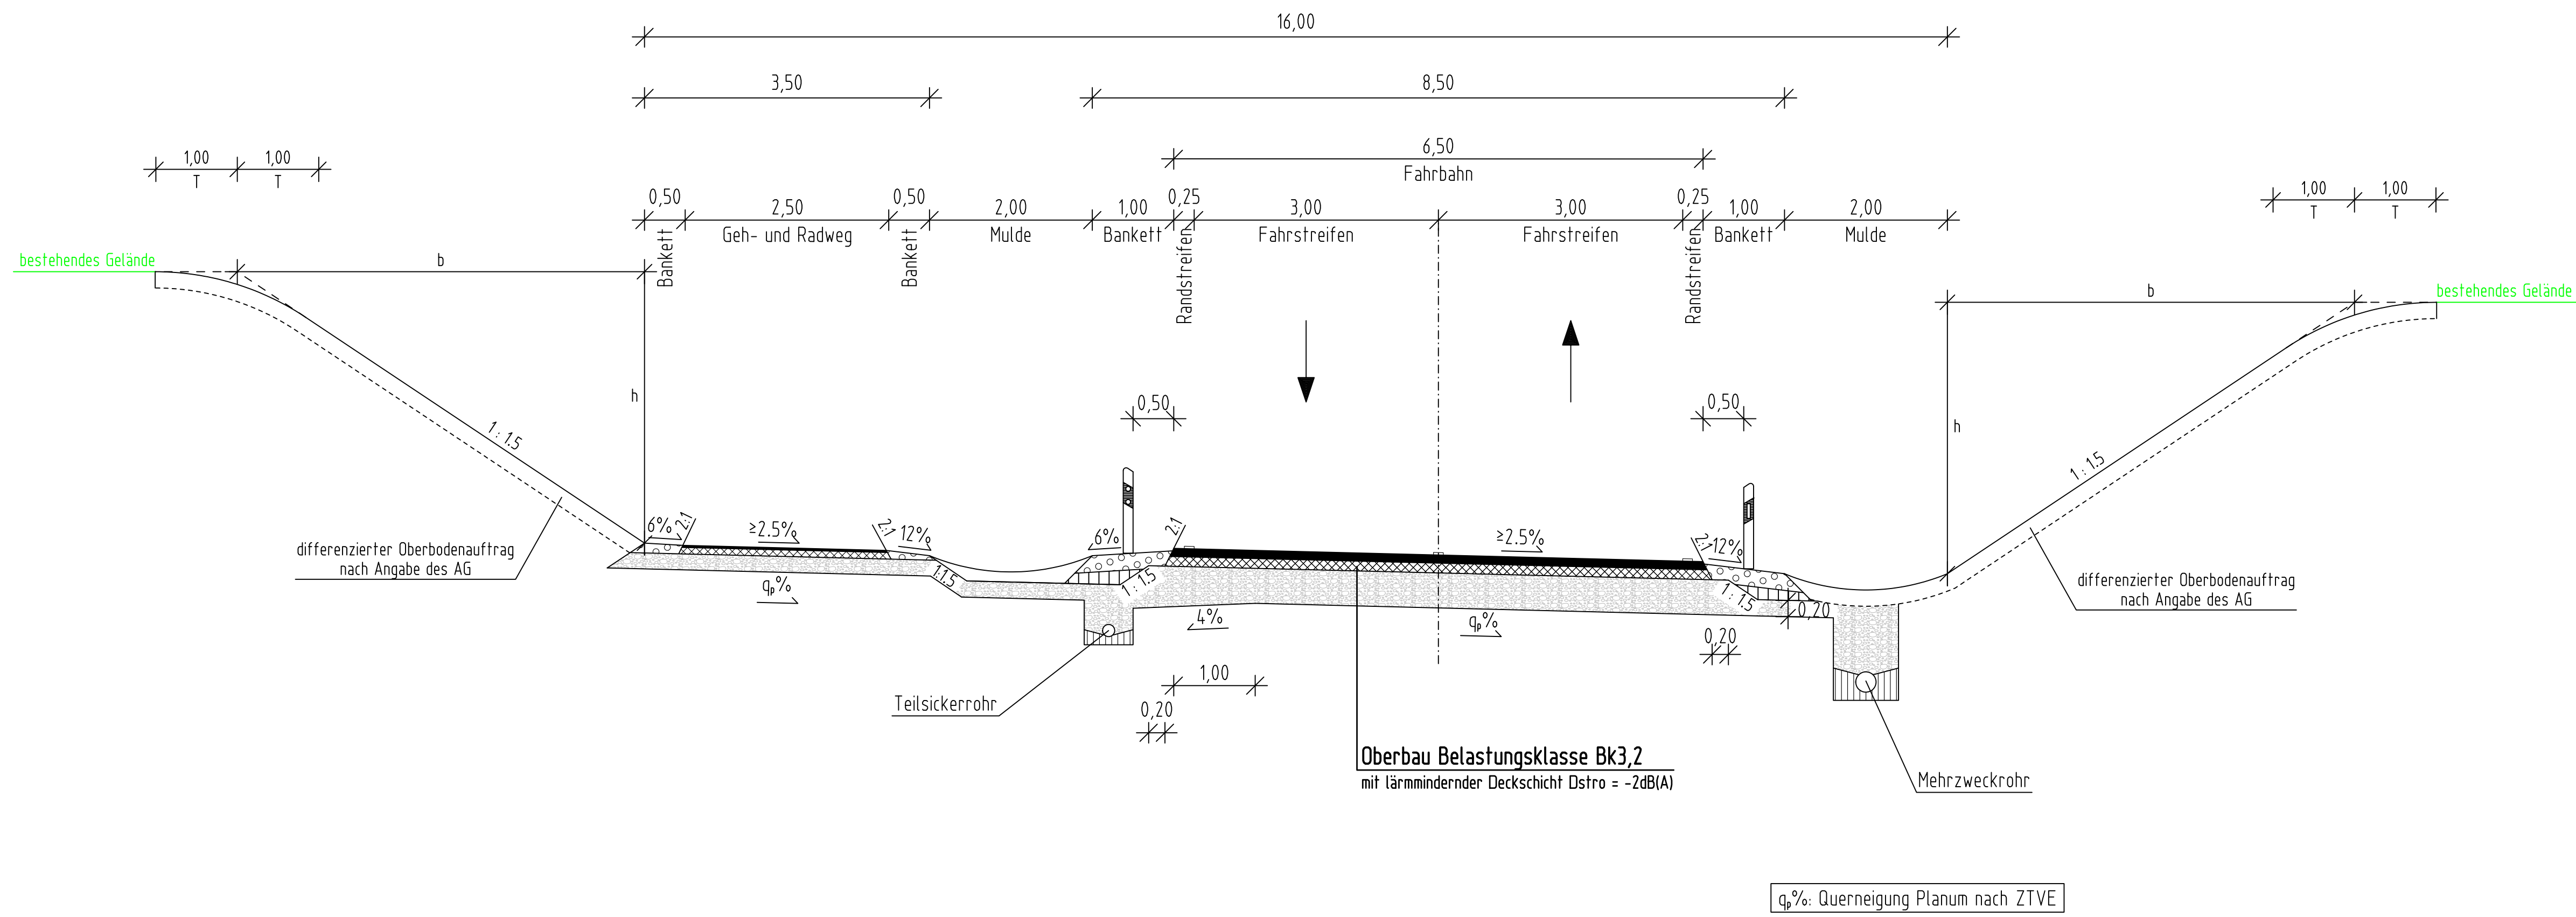 16,00
3,50
8,50
6,50
Fahrbahn
1,00
1,00
T
T
1,00
1,00
T
T
0,50
2,50
0,50
2,00
1,00
0,25
3,00
3,00
0,25
1,00
2,00
Bankett
Geh- und Radweg
Bankett
Mulde
Bankett
Randstreifen
Fahrstreifen
Fahrstreifen
Randstreifen
Bankett
Mulde
bestehendes Gelände
b
b
bestehendes Gelände
h
h
0,50
0,50
1 : 1.5
1 : 1.5
6%
2:1
≥2.5%
2:1
12%
6%
2:1
≥2.5%
2:1
12%
differenzierter Oberbodenauftrag
nach Angabe des AG
differenzierter Oberbodenauftrag
nach Angabe des AG
qₚ%
1:1.5
1 : 1.5
4%
qₚ%
1 : 1.5
0,20
0,20
1,00
0,20
Teilsickerrohr
Oberbau Belastungsklasse Bk3,2
mit lärmmindernder Deckschicht Dstro = -2dB(A)
Mehrzweckrohr
qₚ%: Querneigung Planum nach ZTVE